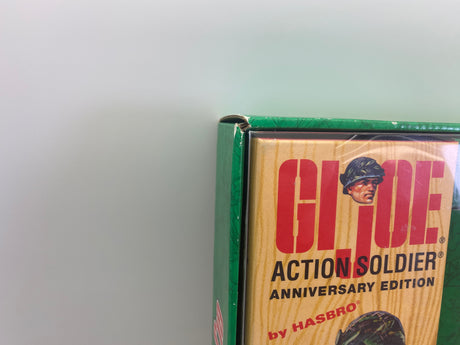 GI JOE®
ACTION SOLDIER®
ANNIVERSARY EDITION
by HASBRO®